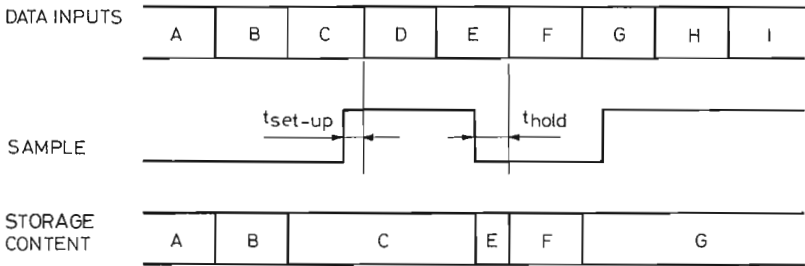 DATA INPUTS
A B C D E F G H I
tset-up
thold
SAMPLE
STORAGE
CONTENT
A B C E F G